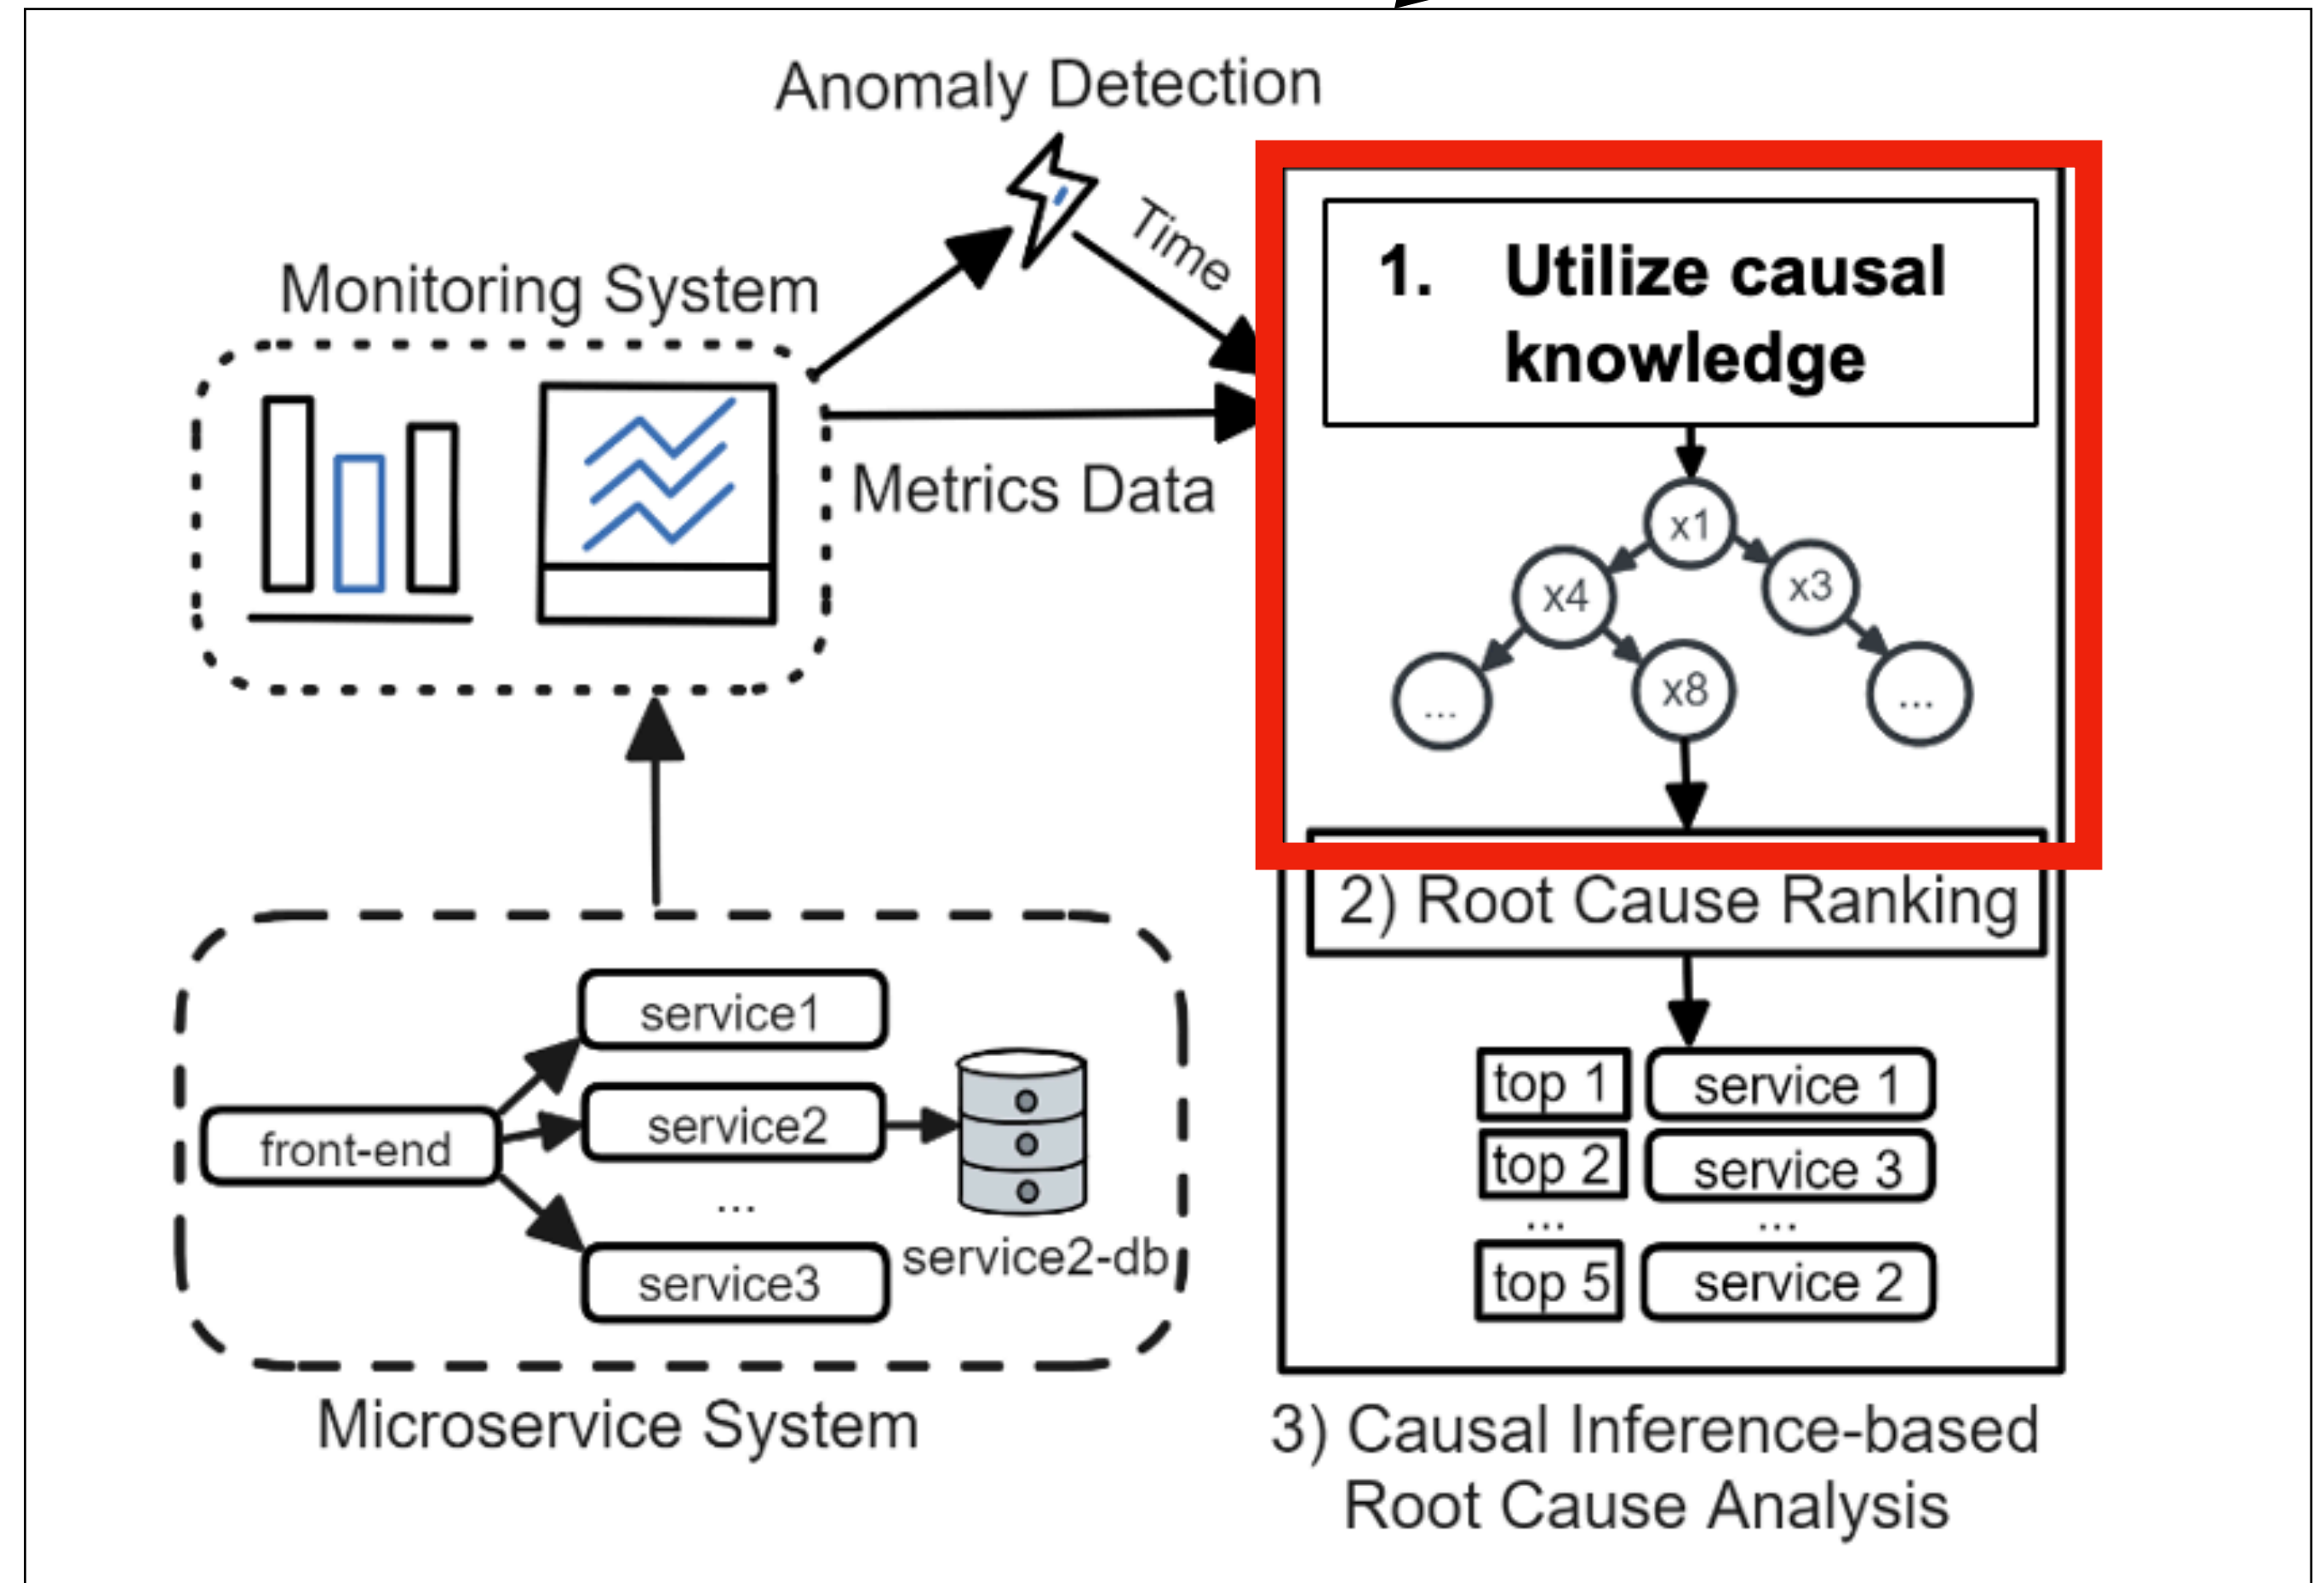 Anomaly Detection
Time
Monitoring System
Metrics Data
1. Utilize causal
knowledge
x1
x4
x3
...
x8
...
2) Root Cause Ranking
top 1 service 1
top 2 service 3
... ...
top 5 service 2
3) Causal Inference-based
Root Cause Analysis
service1
front-end
service2
...
service3
service2-db
Microservice System